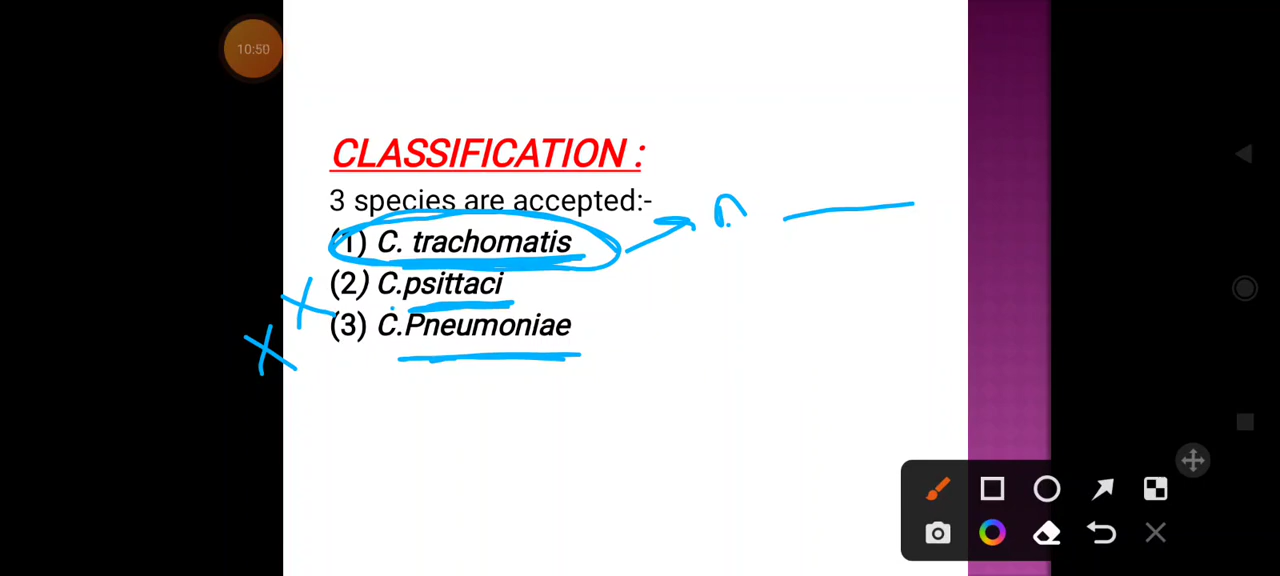 10:50
CLASSIFICATION :
3 species are accepted:-
(1) C. trachomatis
(2) C.psittaci
(3) C.Pneumoniae